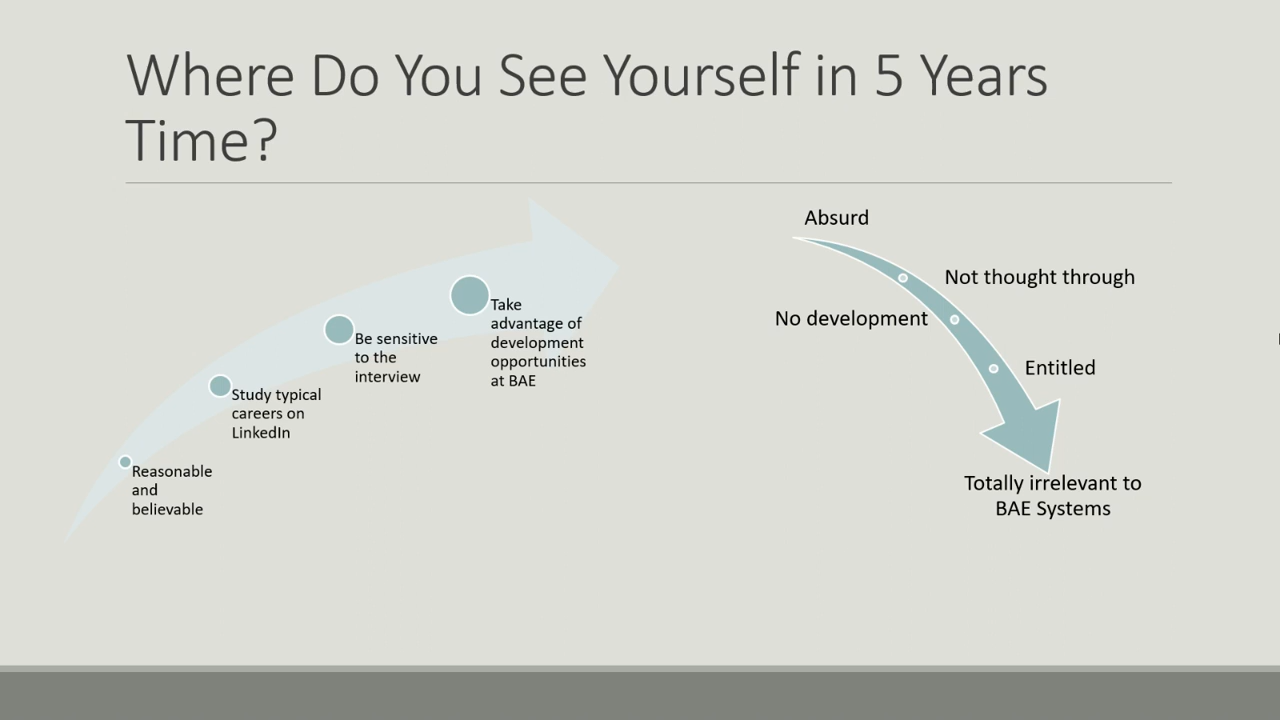 Where Do You See Yourself in 5 Years
Time?
Reasonable
and
believable
Study typical
careers on
LinkedIn
Be sensitive
to the
interview
Take
advantage of
development
opportunities
at BAE
Absurd
Not thought through
No development
Entitled
Totally irrelevant to
BAE Systems